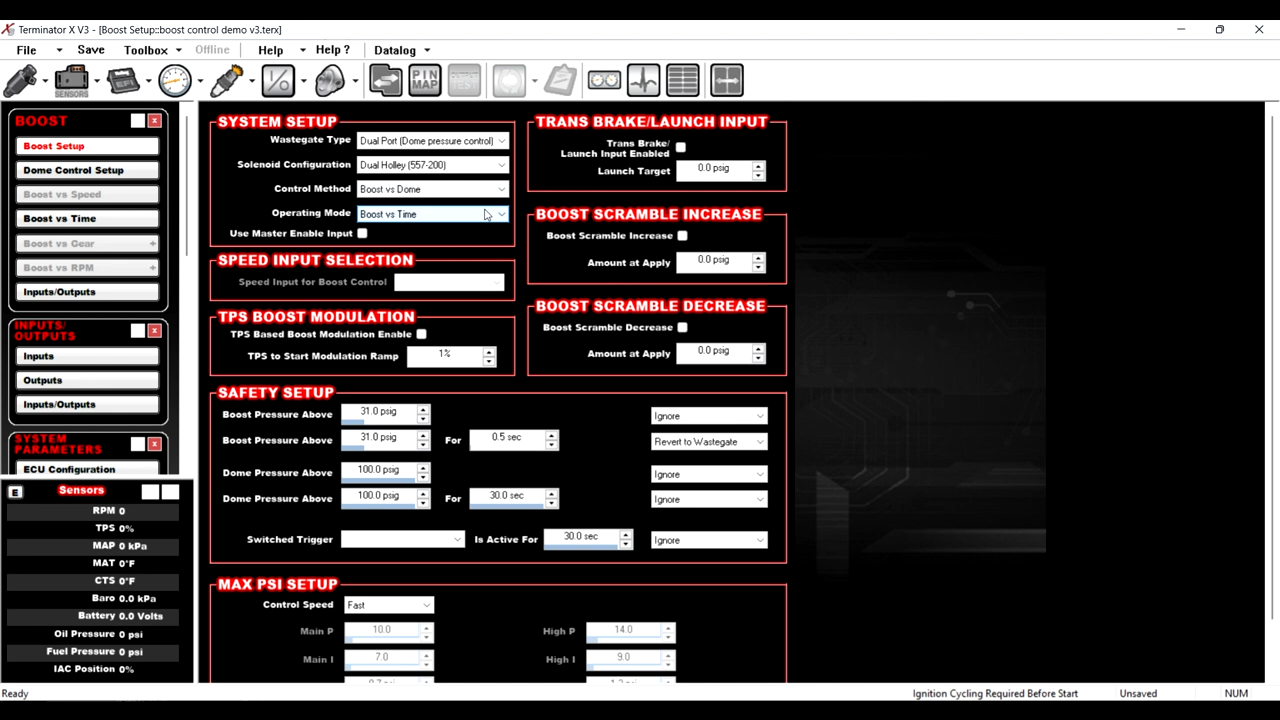 Terminator X V3 - [Boost Setup::boost control demo v3.terx]
File Save Toolbox Offline Help Help ? Datalog
SENSORS
EFI
I/O
PIN MAP
BOOST
Boost Setup
Dome Control Setup
Boost vs Speed
Boost vs Time
Boost vs Gear +
Boost vs RPM +
Inputs/Outputs
INPUTS/
OUTPUTS
Inputs
Outputs
Inputs/Outputs
SYSTEM
PARAMETERS
ECU Configuration
E Sensors
RPM 0
TPS 0%
MAP 0 kPa
MAT 0°F
CTS 0°F
Baro 0.0 kPa
Battery 0.0 Volts
Oil Pressure 0 psi
Fuel Pressure 0 psi
IAC Position 0%
SYSTEM SETUP
Wastegate Type Dual Port (Dome pressure control)
Solenoid Configuration Dual Holley (557-200)
Control Method Boost vs Dome
Operating Mode Boost vs Time
Use Master Enable Input
SPEED INPUT SELECTION
Speed Input for Boost Control
TPS BOOST MODULATION
TPS Based Boost Modulation Enable
TPS to Start Modulation Ramp 1%
TRANS BRAKE/LAUNCH INPUT
Trans Brake/
Launch Input Enabled
Launch Target 0.0 psig
BOOST SCRAMBLE INCREASE
Boost Scramble Increase
Amount at Apply 0.0 psig
BOOST SCRAMBLE DECREASE
Boost Scramble Decrease
Amount at Apply 0.0 psig
SAFETY SETUP
Boost Pressure Above 31.0 psig Ignore
Boost Pressure Above 31.0 psig For 0.5 sec Revert to Wastegate
Dome Pressure Above 100.0 psig Ignore
Dome Pressure Above 100.0 psig For 30.0 sec Ignore
Switched Trigger Is Active For 30.0 sec Ignore
MAX PSI SETUP
Control Speed Fast
Main P 10.0 High P 14.0
Main I 7.0 High I 9.0
Ready Ignition Cycling Required Before Start Unsaved NUM